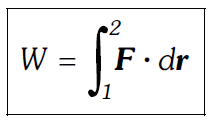 W = ∫₁² F · dr